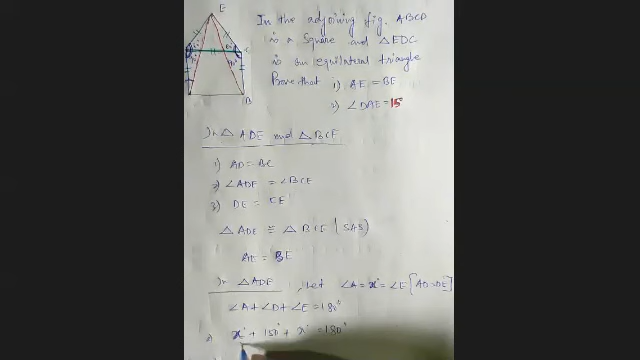 E
In the adjoining fig. ABCD
is a Square and △EDC
is an equilateral triangle
Prove that 1) AE = BE
2) ∠DAE = 15°
C
B
In △ ADE and △BCE
1) AD = BC
2) ∠ADE = ∠BCE
3) DE = CE
△ ADE ≅ △ BCE (SAS)
AE = BE
In △ADE , Let ∠A = x° = ∠E [AD=DE]
∠A + ∠D + ∠E = 180°
x° + 150° + x° = 180°